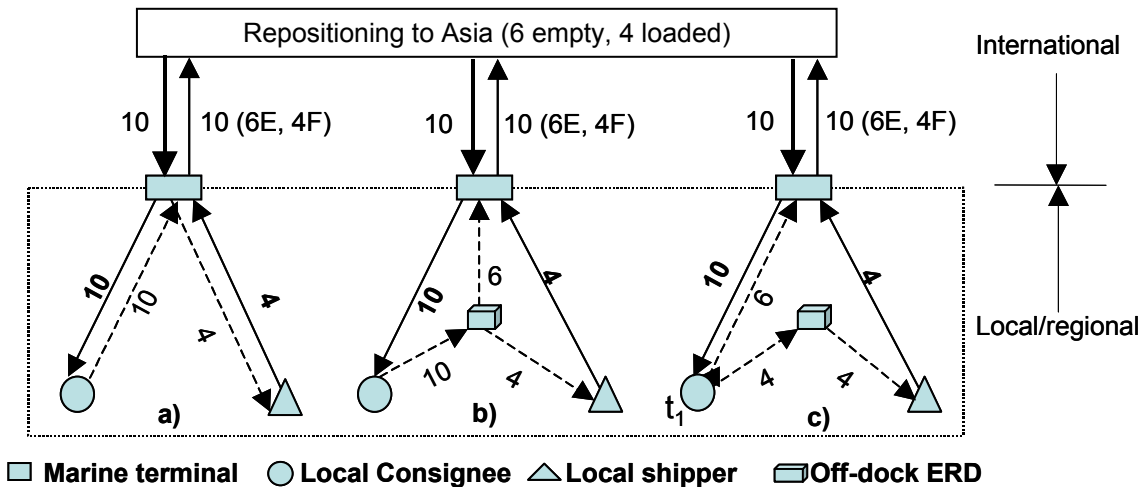 Repositioning to Asia (6 empty, 4 loaded)
International
10
10 (6E, 4F)
10
10 (6E, 4F)
10
10 (6E, 4F)
10
10
4
4
10
10
6
4
4
10
6
4
4
4
Local/regional
t1
a)
b)
c)
Marine terminal
Local Consignee
Local shipper
Off-dock ERD